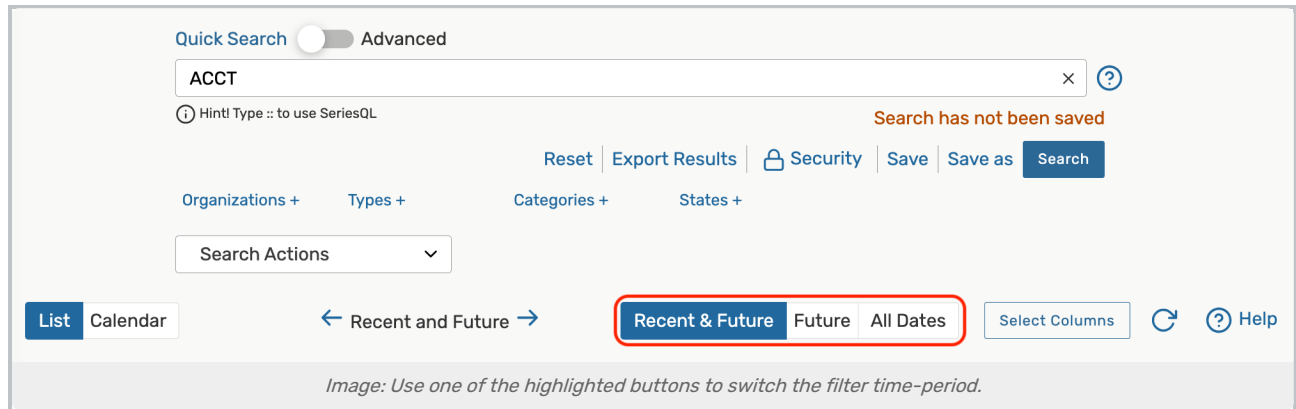 Quick Search Advanced
ACCT
Hint! Type :: to use SeriesQL
Search has not been saved
Reset Export Results Security Save Save as Search
Organizations + Types + Categories + States +
Search Actions
List Calendar Recent and Future Recent & Future Future All Dates Select Columns Help
Image: Use one of the highlighted buttons to switch the filter time-period.